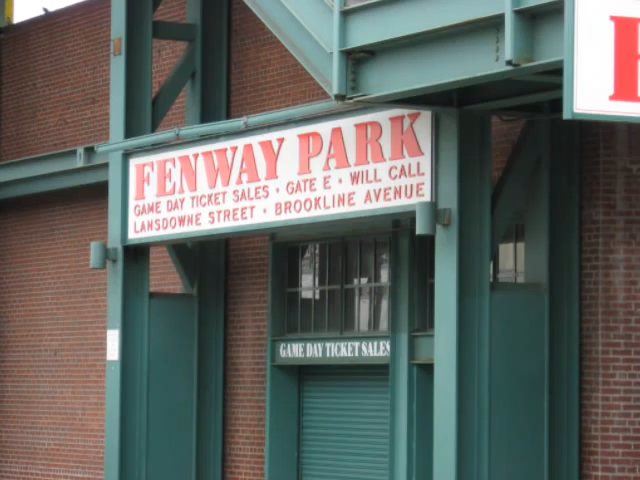 FENWAY PARK
GAME DAY TICKET SALES • GATE E • WILL CALL
LANSDOWNE STREET • BROOKLINE AVENUE
GAME DAY TICKET SALES